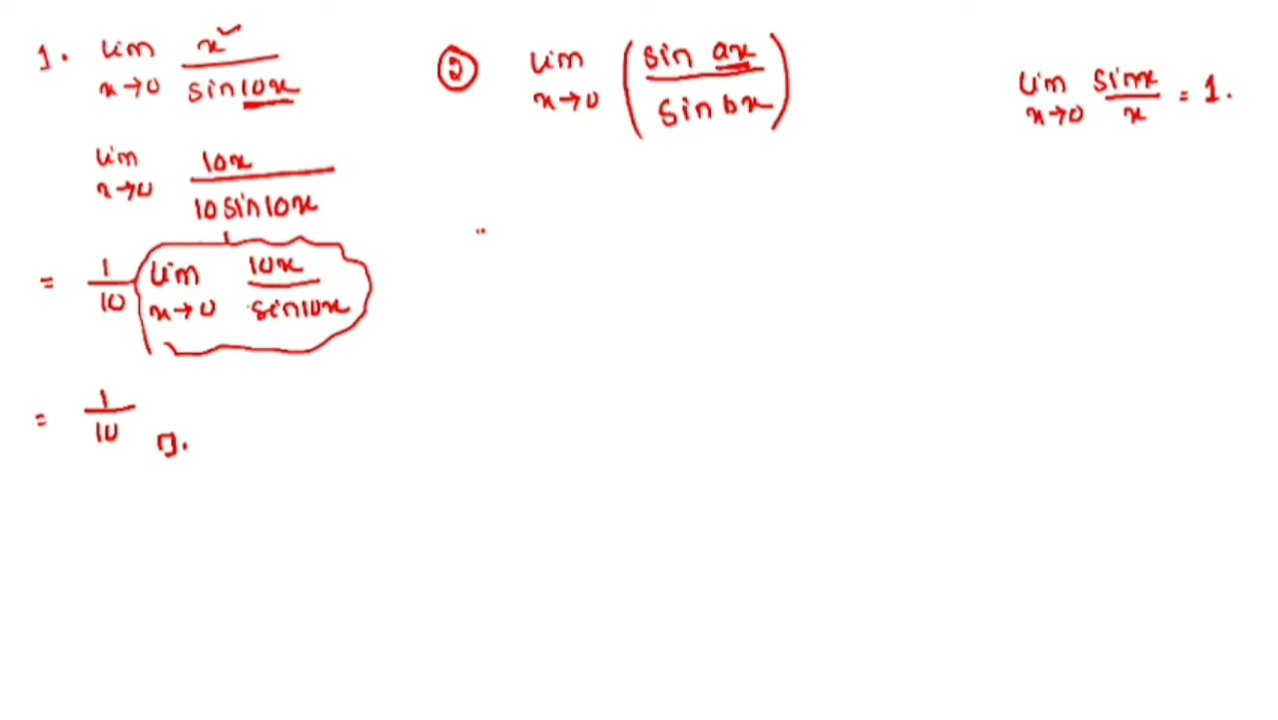 1. lim x→0 x / sin10x
lim x→0 10x / 10 sin10x
= 1/10 lim x→0 10x / sin10x
= 1/10
② lim x→0 (sin ax / sin bx)
lim x→0 sinx / x = 1.